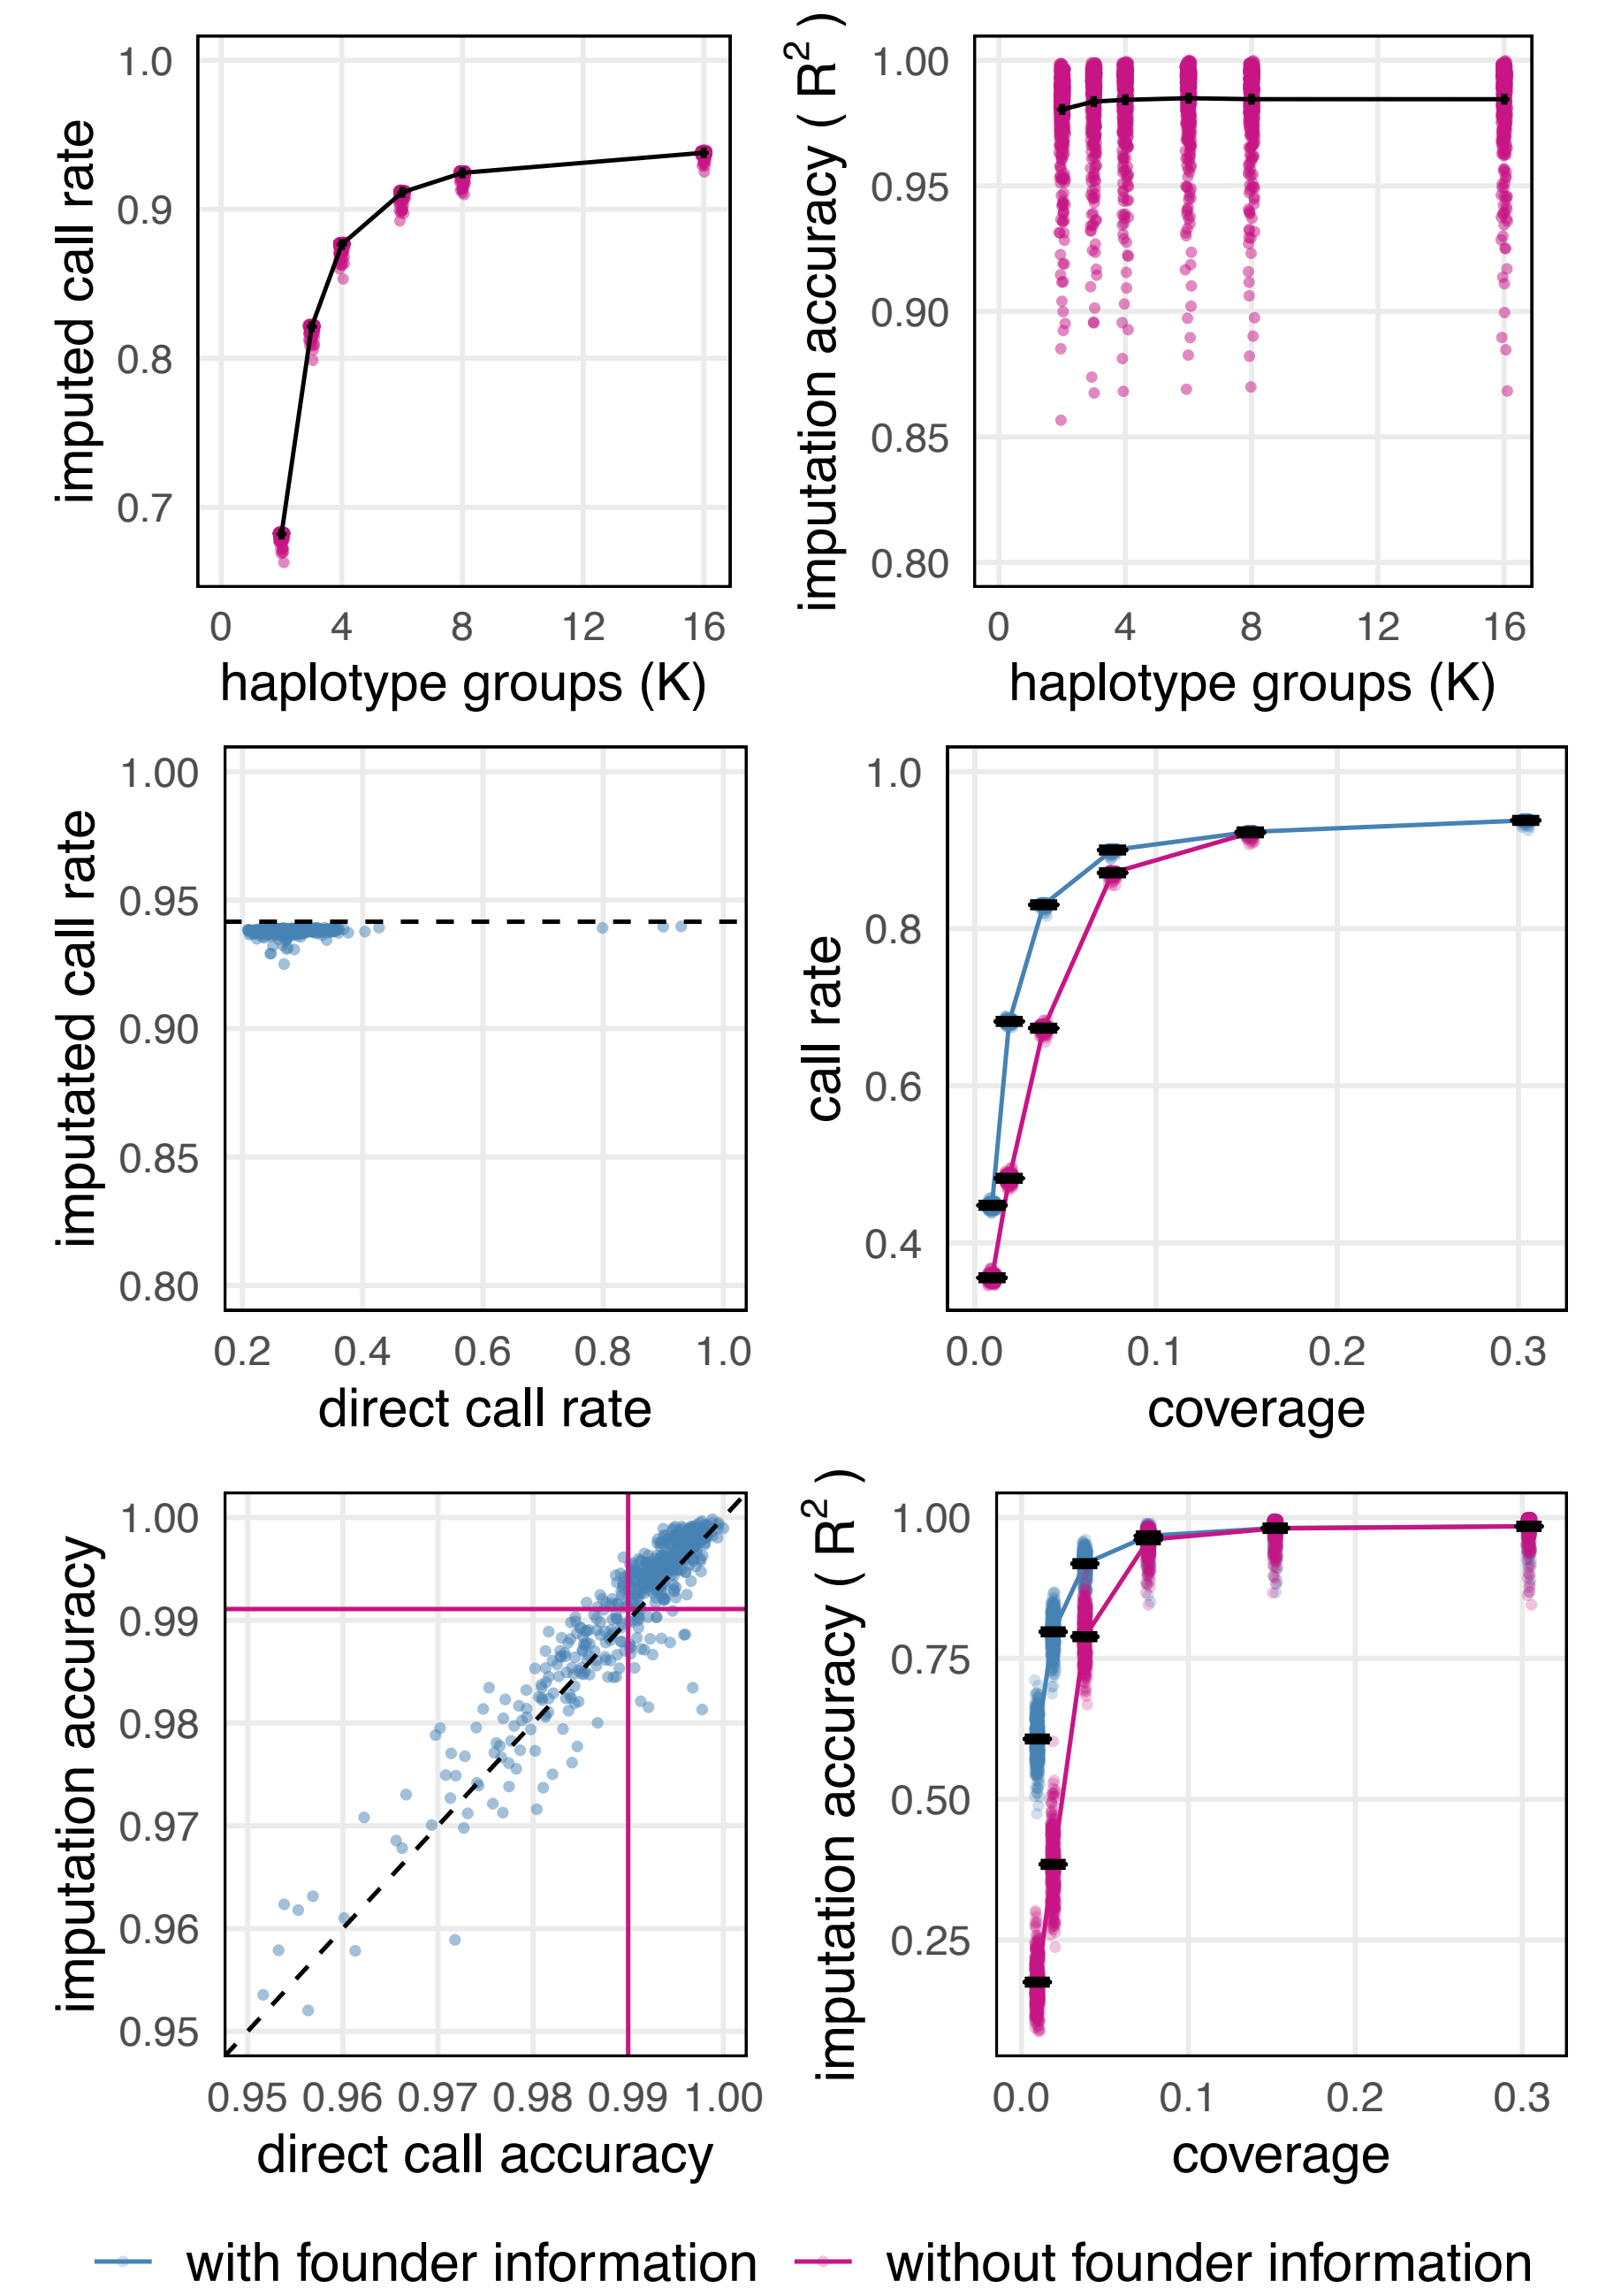 imputed call rate
1.0
0.9
0.8
0.7
0 4 8 12 16
haplotype groups (K)
imputation accuracy ( R² )
1.00
0.95
0.90
0.85
0.80
0 4 8 12 16
haplotype groups (K)
imputated call rate
1.00
0.95
0.90
0.85
0.80
0.2 0.4 0.6 0.8 1.0
direct call rate
call rate
1.0
0.8
0.6
0.4
0.0 0.1 0.2 0.3
coverage
imputation accuracy
1.00
0.99
0.98
0.97
0.96
0.95
0.95 0.96 0.97 0.98 0.99 1.00
direct call accuracy
imputation accuracy ( R² )
1.00
0.75
0.50
0.25
0.0 0.1 0.2 0.3
coverage
with founder information without founder information